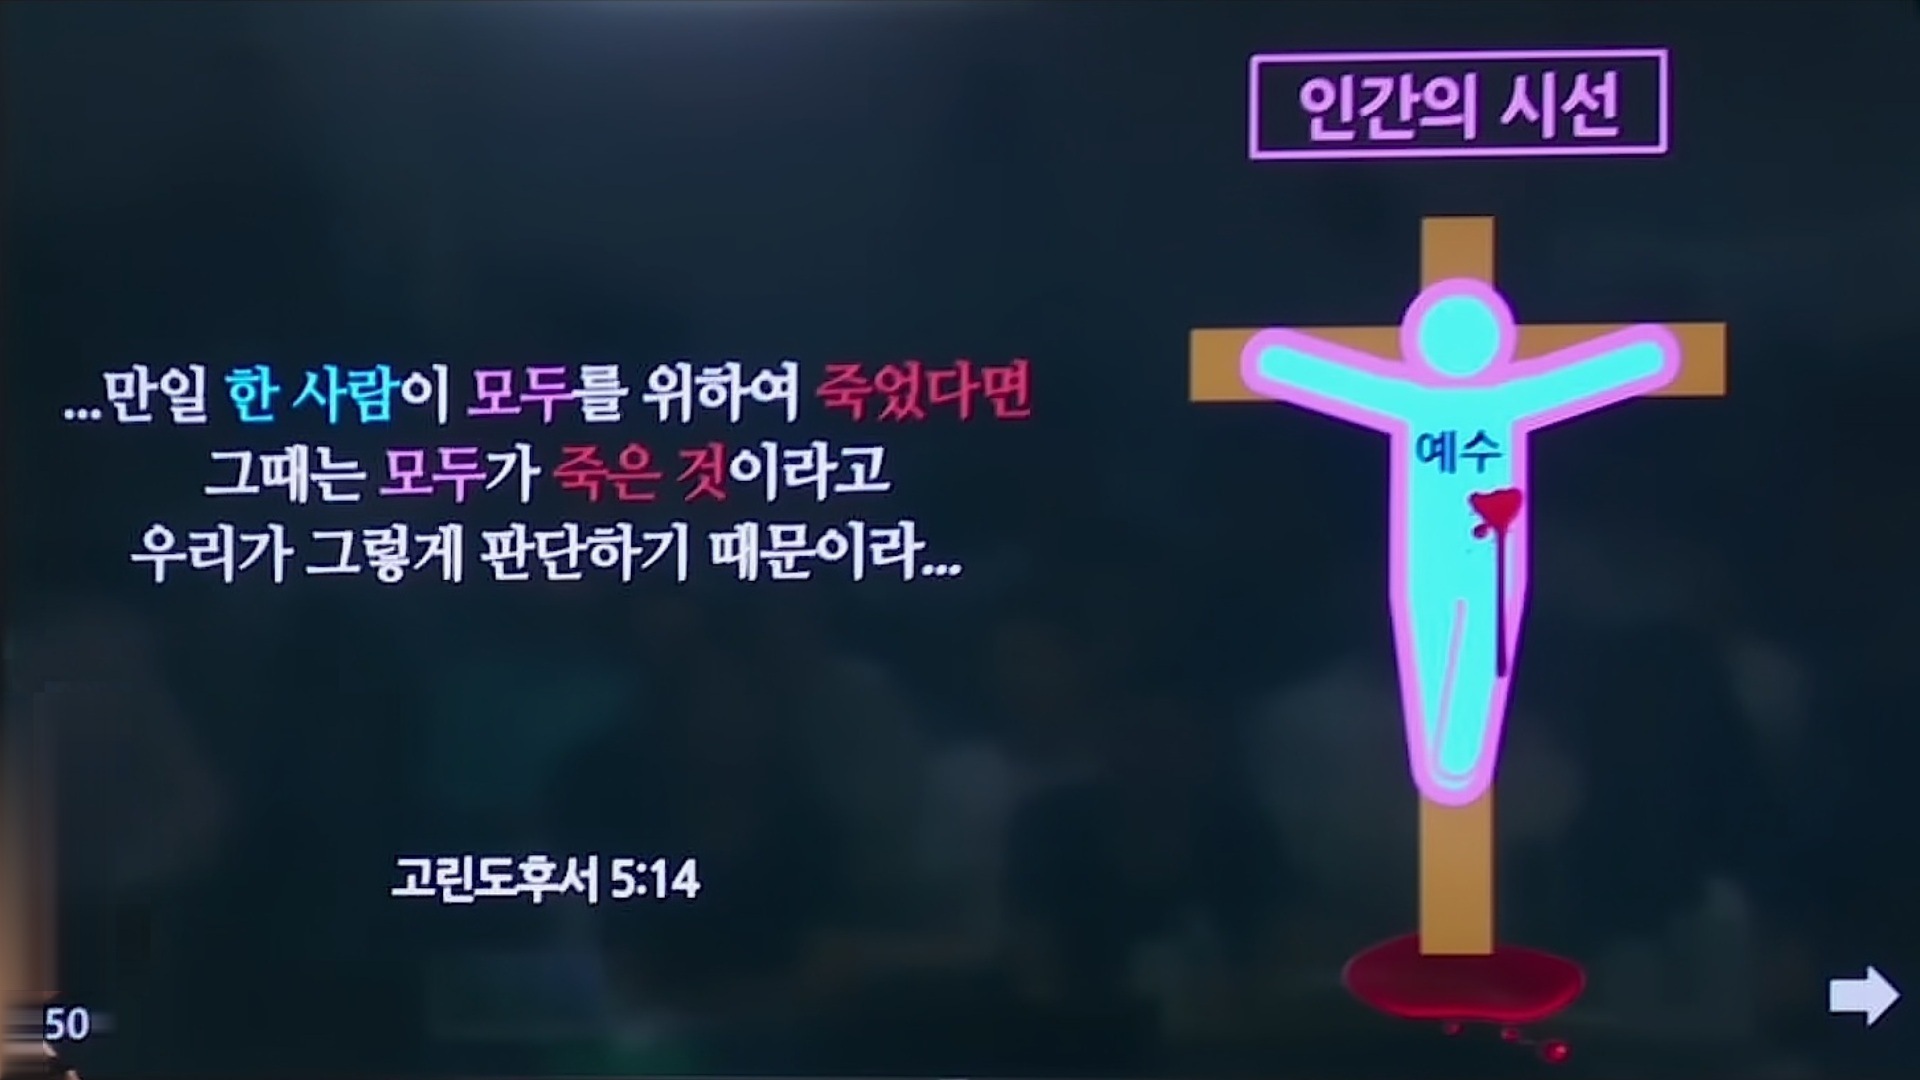 인간의 시선
...만일 한 사람이 모두를 위하여 죽었다면
그때는 모두가 죽은 것이라고
우리가 그렇게 판단하기 때문이라...
예수
고린도후서 5:14
50